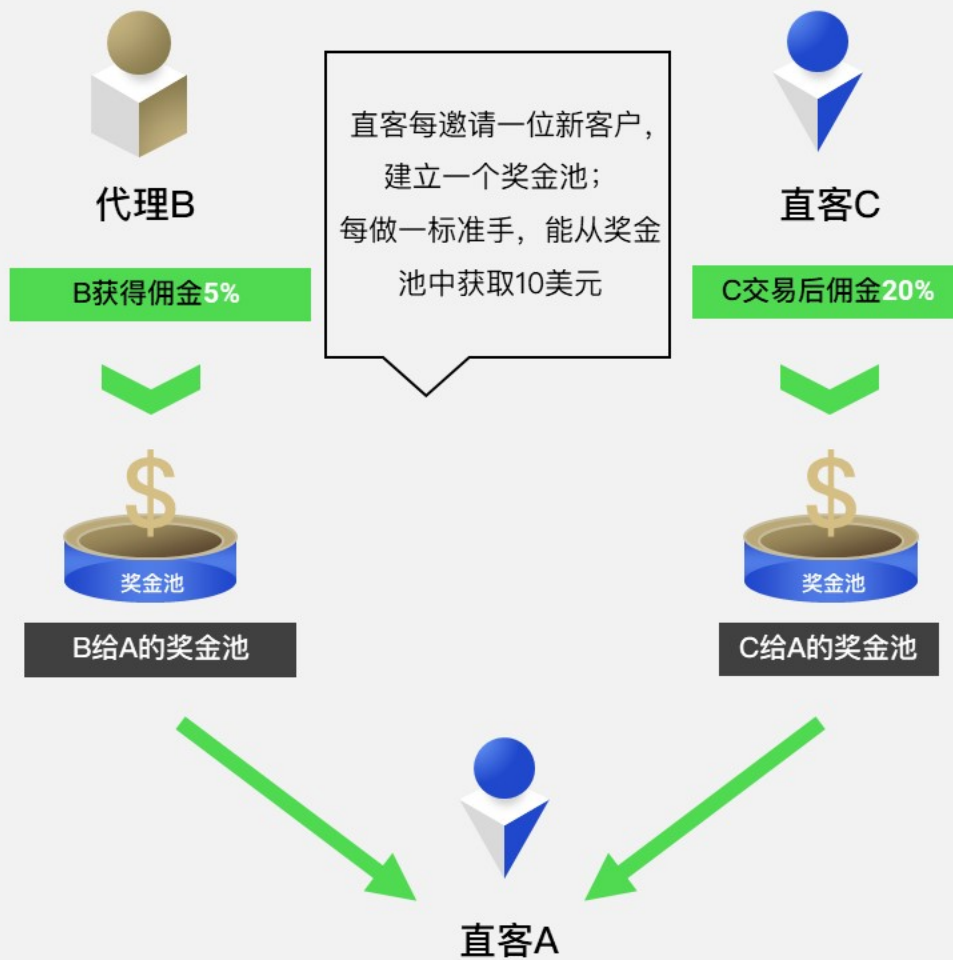 直客每邀请一位新客户，
建立一个奖金池；
每做一标准手，能从奖金
池中获取10美元
代理B
直客C
B获得佣金5%
C交易后佣金20%
$
$
奖金池
奖金池
B给A的奖金池
C给A的奖金池
直客A